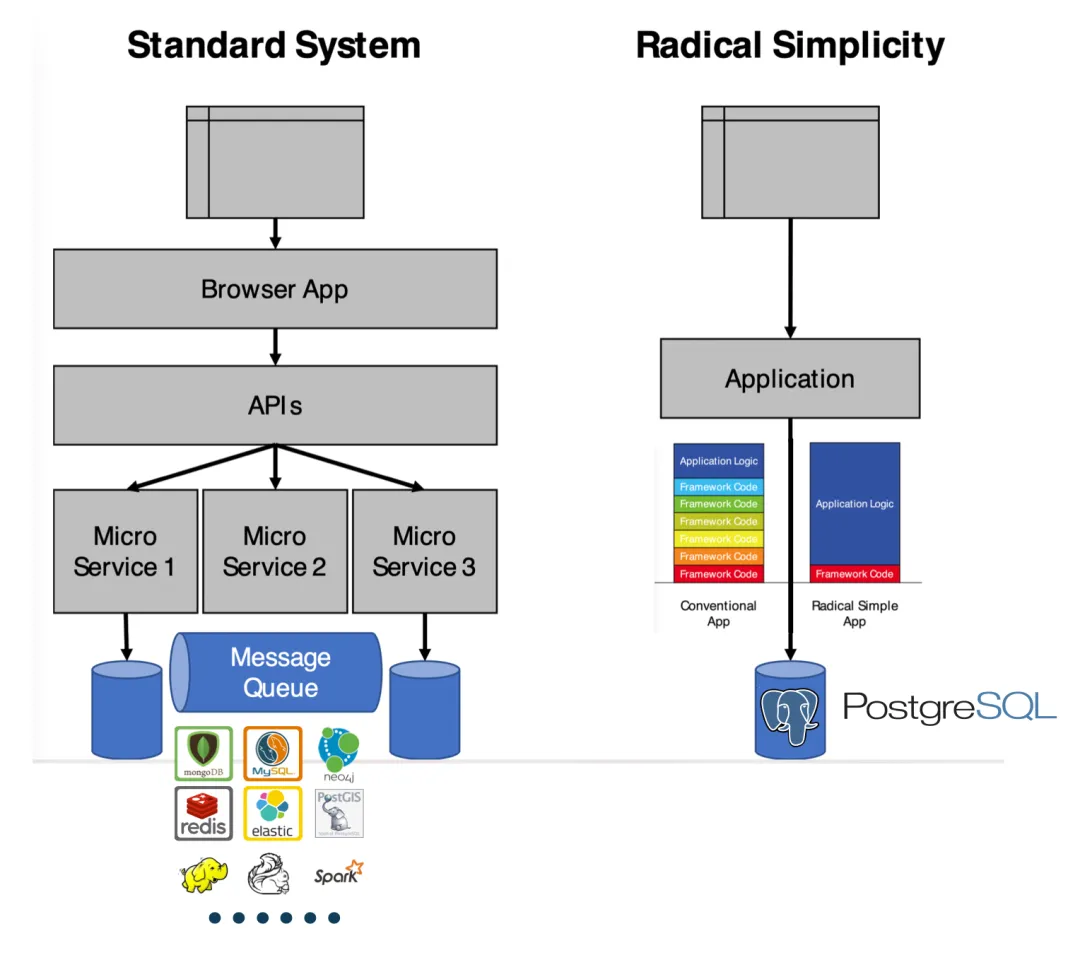 Standard System
Radical Simplicity
Browser App
APIs
Micro
Service 1
Micro
Service 2
Micro
Service 3
Message
Queue
mongoDB
MySQL
neo4j
redis
elastic
PostGIS
Spark
Application
Application Logic
Framework Code
Framework Code
Framework Code
Framework Code
Framework Code
Framework Code
Conventional
App
Application Logic
Framework Code
Radical Simple
App
PostgreSQL